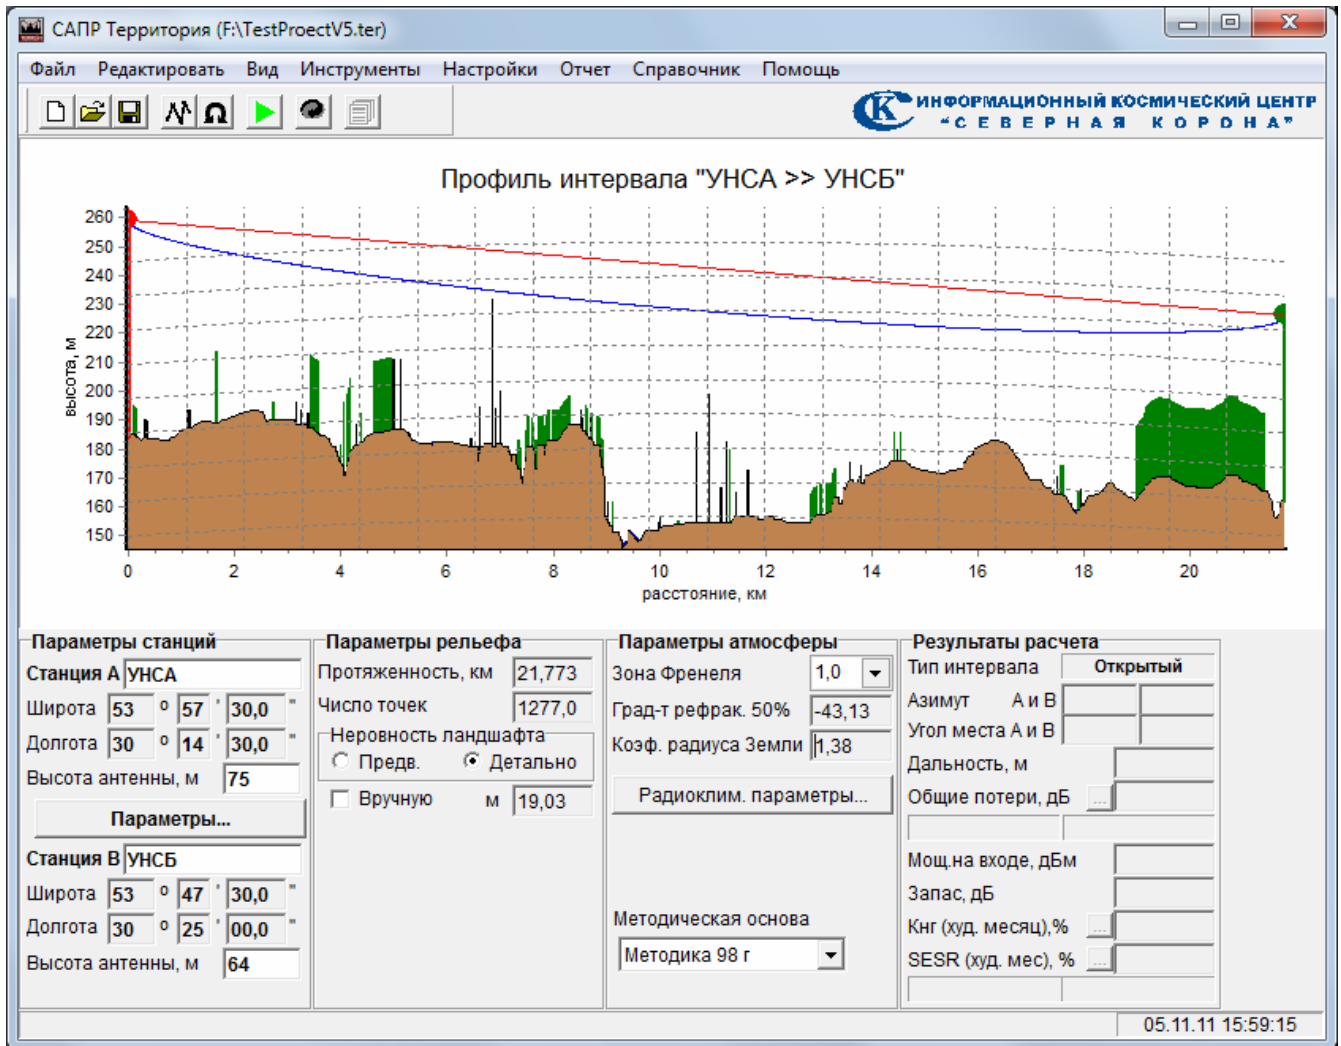 САПР Территория (F:\TestProectV5.ter)
Файл Редактировать Вид Инструменты Настройки Отчет Справочник Помощь
ИНФОРМАЦИОННЫЙ КОСМИЧЕСКИЙ ЦЕНТР
"СЕВЕРНАЯ КОРОНА"
Профиль интервала "УНСА >> УНСБ"
высота, м
260
250
240
230
220
210
200
190
180
170
160
150
0 2 4 6 8 10 12 14 16 18 20
расстояние, км
Параметры станций
Станция А УНСА
Широта 53 º 57 ' 30,0 "
Долгота 30 º 14 ' 30,0 "
Высота антенны, м 75
Параметры...
Станция В УНСБ
Широта 53 º 47 ' 30,0 "
Долгота 30 º 25 ' 00,0 "
Высота антенны, м 64
Параметры рельефа
Протяженность, км 21,773
Число точек 1277,0
Неровность ландшафта
Предв. Детально
Вручную м 19,03
Параметры атмосферы
Зона Френеля 1,0
Град-т рефрак. 50% -43,13
Коэф. радиуса Земли 1,38
Радиоклим. параметры...
Методическая основа
Методика 98 г
Результаты расчета
Тип интервала Открытый
Азимут А и В
Угол места А и В
Дальность, м
Общие потери, дБ ...
Мощ.на входе, дБм
Запас, дБ
Кнг (худ. месяц),% ...
SESR (худ. мес), % ...
05.11.11 15:59:15